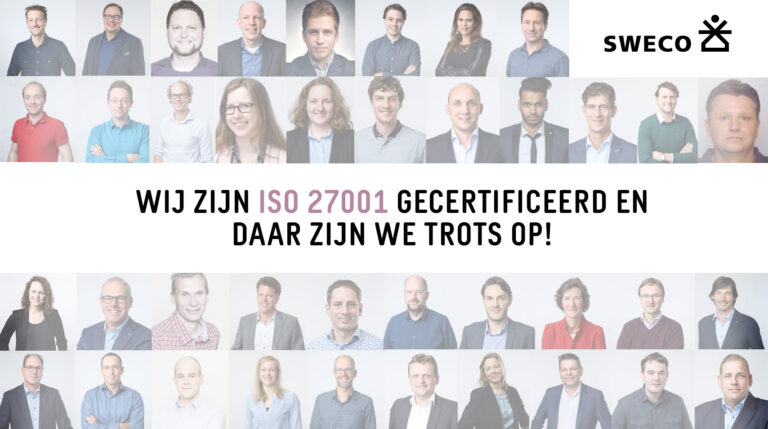 SWECO
WIJ ZIJN ISO 27001 GECERTIFICEERD EN
DAAR ZIJN WE TROTS OP!